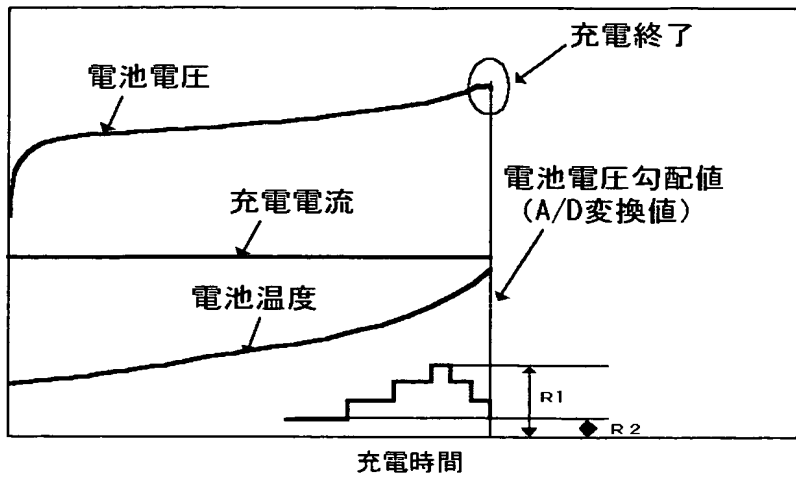 充電終了
電池電圧
電池電圧勾配値
(A/D変換値)
充電電流
電池温度
R1
R2
充電時間